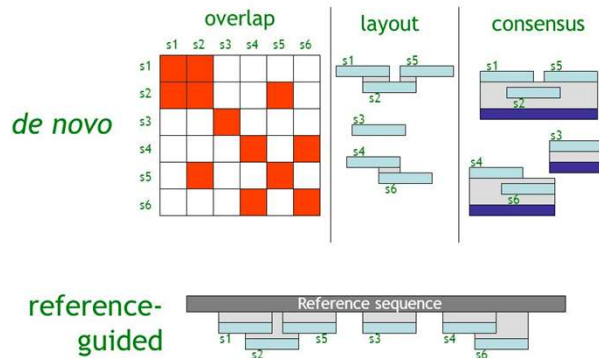 overlap
layout
consensus
s1 s2 s3 s4 s5 s6
s1
s2
s3
s4
s5
s6
de novo
s1 s5
s2
s3
s4
s6
s1 s5
s2
s3
s4
s6
reference-
guided
Reference sequence
s1 s5 s3 s4
s2 s6